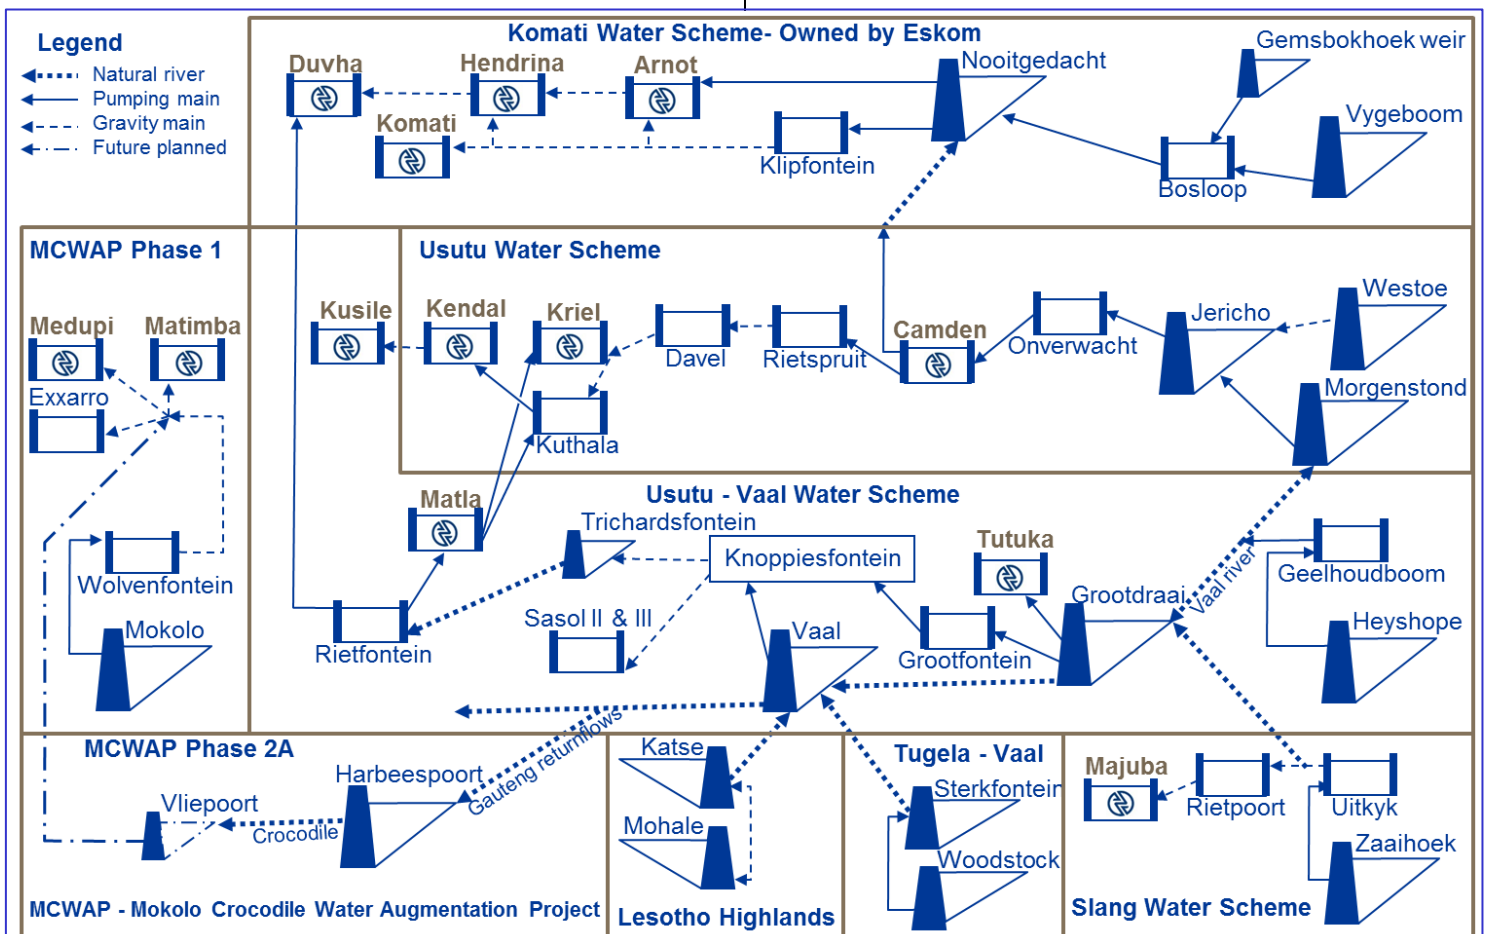 Komati Water Scheme- Owned by Eskom
Legend
Natural river
Pumping main
Gravity main
Future planned
Duvha
Hendrina
Arnot
Nooitgedacht
Gemsbokhoek weir
Komati
Klipfontein
Vygeboom
Bosloop
MCWAP Phase 1
Usutu Water Scheme
Medupi
Matimba
Exxarro
Wolvenfontein
Mokolo
Kusile
Kendal
Kriel
Davel
Rietspruit
Camden
Onverwacht
Jericho
Westoe
Morgenstond
Kuthala
Usutu - Vaal Water Scheme
Matla
Trichardsfontein
Knoppiesfontein
Tutuka
Grootdraai
Vaal river
Geelhoudboom
Rietfontein
Sasol II & III
Vaal
Grootfontein
Heyshope
MCWAP Phase 2A
Harbeespoort
Gauteng returnflows
Vliepoort
Crocodile
MCWAP - Mokolo Crocodile Water Augmentation Project
Katse
Mohale
Lesotho Highlands
Tugela - Vaal
Sterkfontein
Woodstock
Majuba
Rietpoort
Uitkyk
Zaaihoek
Slang Water Scheme